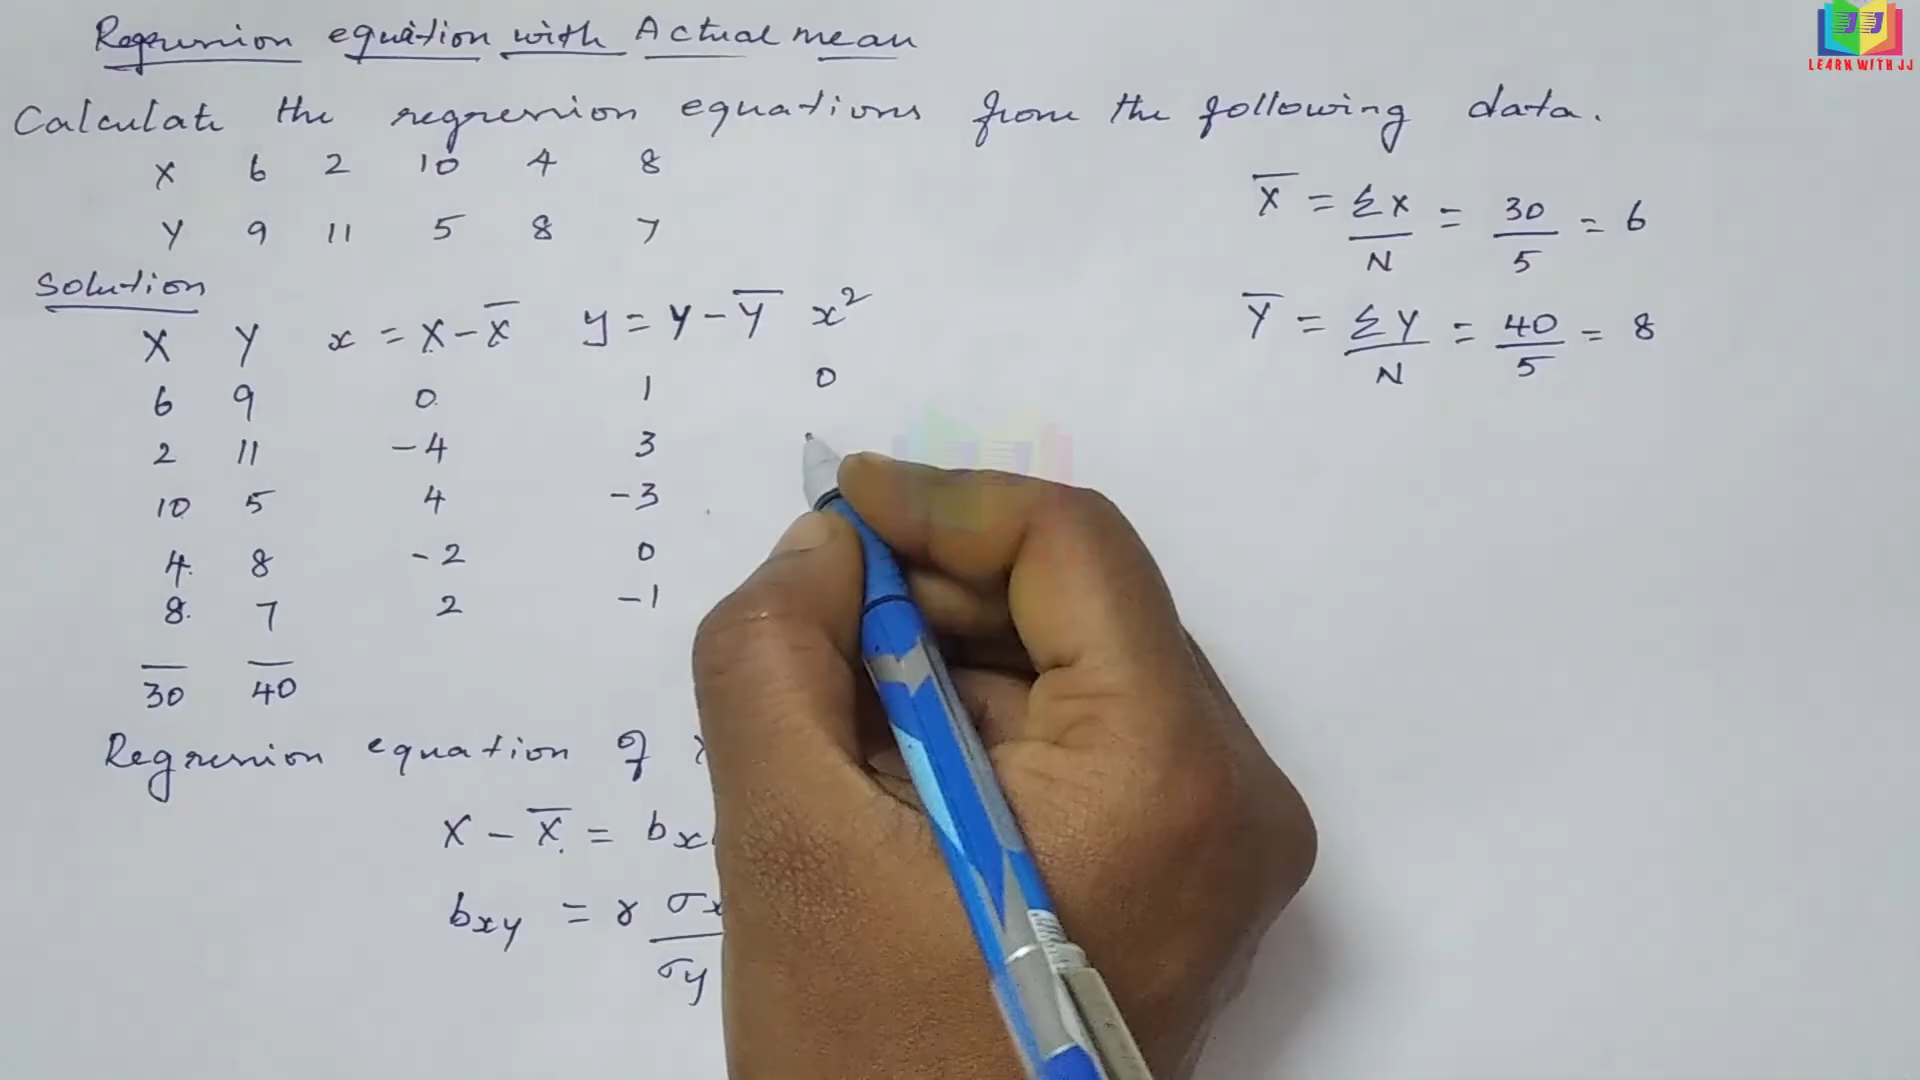 Regression equation with Actual mean
Calculate the regression equations from the following data.
X 6 2 10 4 8
Y 9 11 5 8 7
Solution
X Y x = X - X̅ y = Y - Y̅ x²
6 9 0 1 0
2 11 -4 3
10 5 4 -3
4 8 -2 0
8 7 2 -1
30 40
X̅ = ΣX/N = 30/5 = 6
Y̅ = ΣY/N = 40/5 = 8
Regression equation of
X - X̅ = bx
bxy = r σx/σy
LEARN WITH JJ